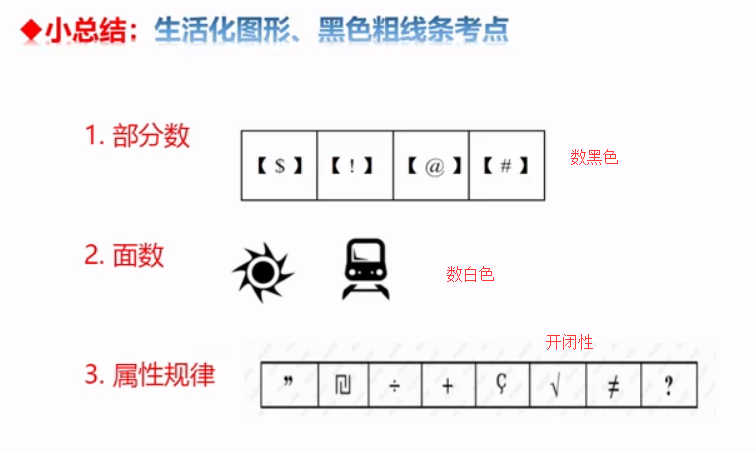 ◆小总结：生活化图形、黑色粗线条考点
1. 部分数
【 $ 】 【 ! 】 【 @ 】 【 # 】
数黑色
2. 面数
数白色
开闭性
3. 属性规律
” ₪ ÷ + ç √ ≠ ?